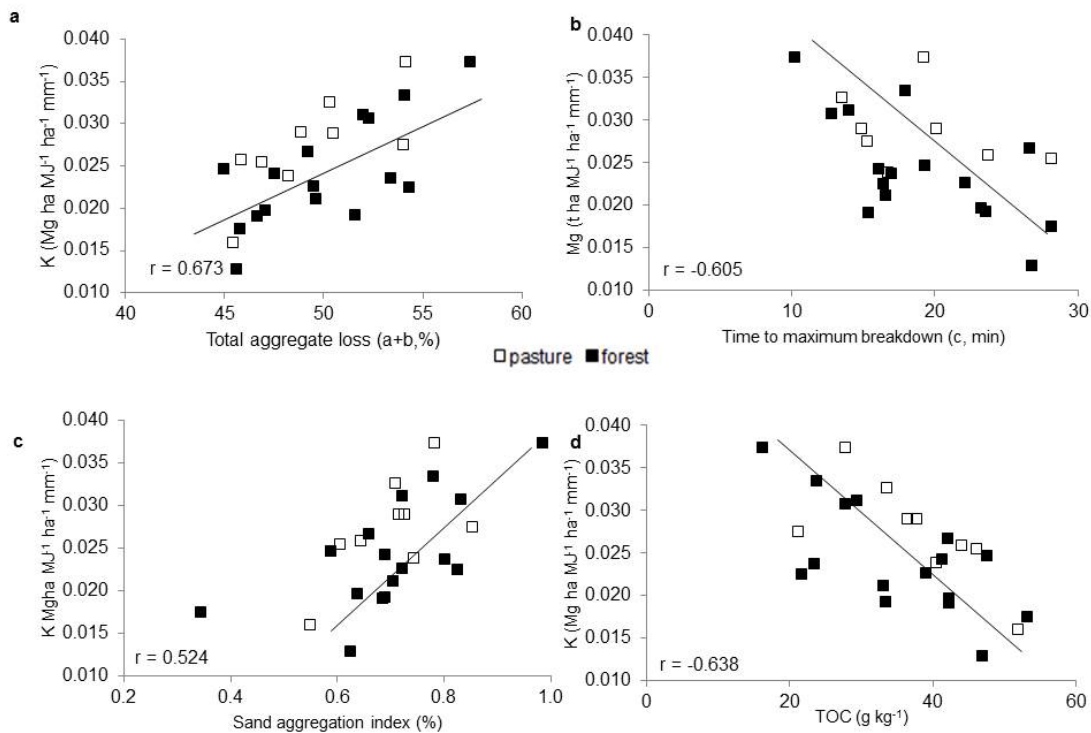 a
0.040
0.035
0.030
0.025
0.020
0.015
0.010
K (Mg ha MJ⁻¹ ha⁻¹ mm⁻¹)
r = 0.673
40 45 50 55 60
Total aggregate loss (a+b,%)
b
0.040
0.035
0.030
0.025
0.020
0.015
0.010
Mg (t ha MJ⁻¹ ha⁻¹ mm⁻¹)
r = -0.605
0 10 20 30
Time to maximum breakdown (c, min)
pasture forest
c
0.040
0.035
0.030
0.025
0.020
0.015
0.010
K Mgha MJ⁻¹ ha⁻¹ mm⁻¹)
r = 0.524
0.2 0.4 0.6 0.8 1.0
Sand aggregation index (%)
d
0.040
0.035
0.030
0.025
0.020
0.015
0.010
K (Mg ha MJ⁻¹ ha⁻¹ mm⁻¹)
r = -0.638
0 20 40 60
TOC (g kg⁻¹)